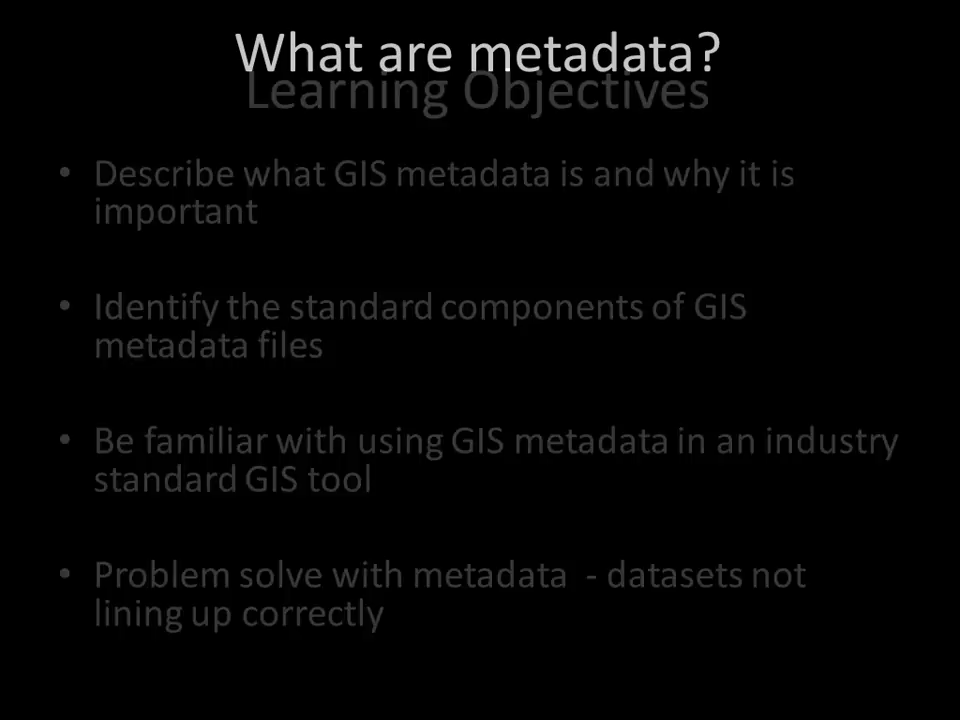 What are metadata?
Learning Objectives
• Describe what GIS metadata is and why it is
important
• Identify the standard components of GIS
metadata files
• Be familiar with using GIS metadata in an industry
standard GIS tool
• Problem solve with metadata  - datasets not
lining up correctly